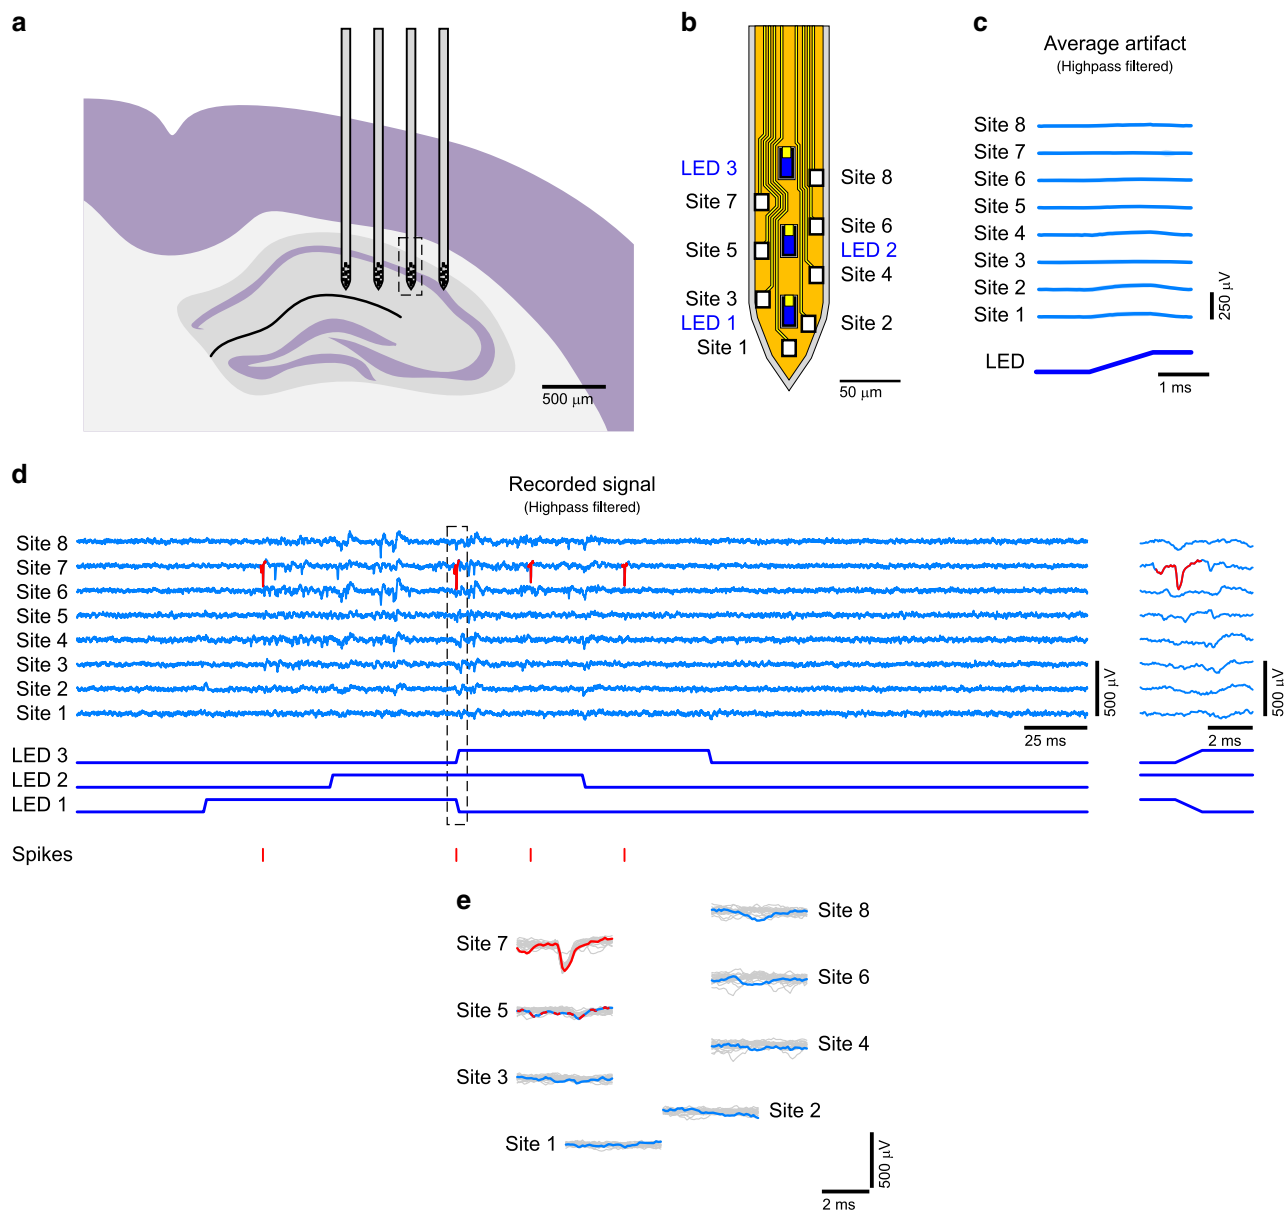 a
500 μm
b
LED 3
Site 8
Site 7
Site 6
Site 5
LED 2
Site 4
Site 3
LED 1
Site 2
Site 1
50 μm
c
Average artifact
(Highpass filtered)
Site 8
Site 7
Site 6
Site 5
Site 4
Site 3
Site 2
Site 1
250 μV
LED
1 ms
d
Recorded signal
(Highpass filtered)
Site 8
Site 7
Site 6
Site 5
Site 4
Site 3
Site 2
Site 1
500 μV
500 μV
25 ms
2 ms
LED 3
LED 2
LED 1
Spikes
e
Site 8
Site 7
Site 6
Site 5
Site 4
Site 3
Site 2
Site 1
500 μV
2 ms